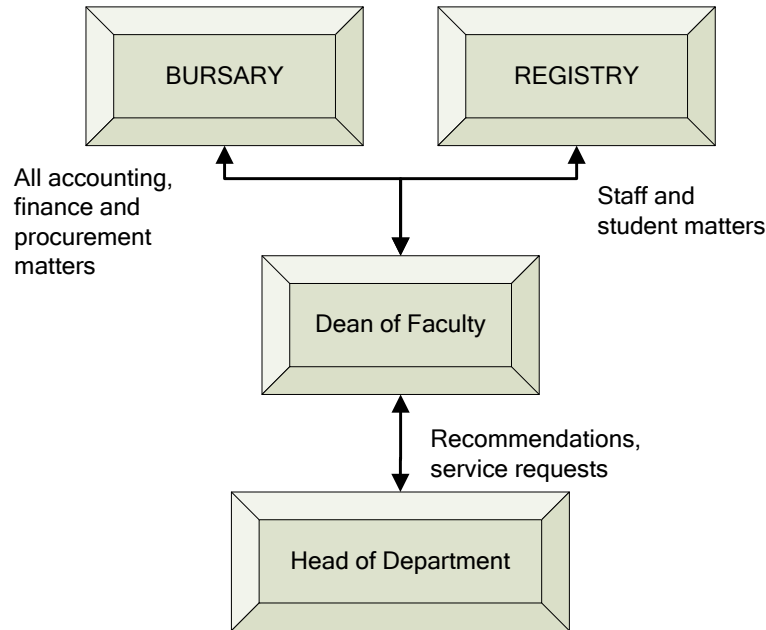 BURSARY
REGISTRY
All accounting,
finance and
procurement
matters
Staff and
student matters
Dean of Faculty
Recommendations,
service requests
Head of Department